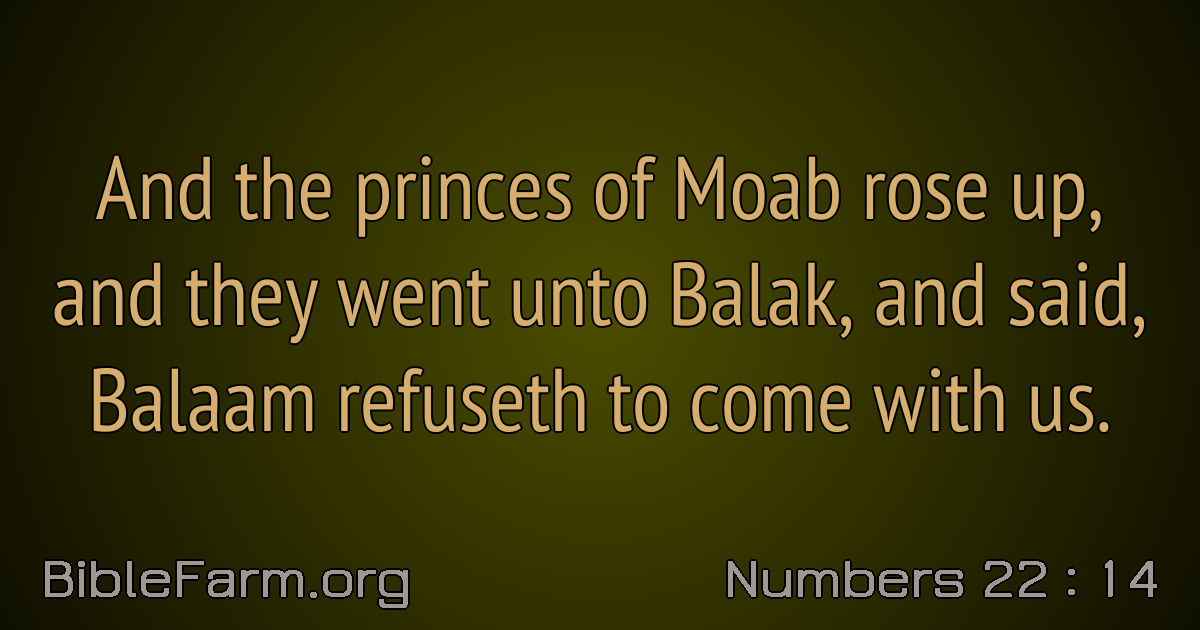 And the princes of Moab rose up,
and they went unto Balak, and said,
Balaam refuseth to come with us.
BibleFarm.org
Numbers 22 : 14